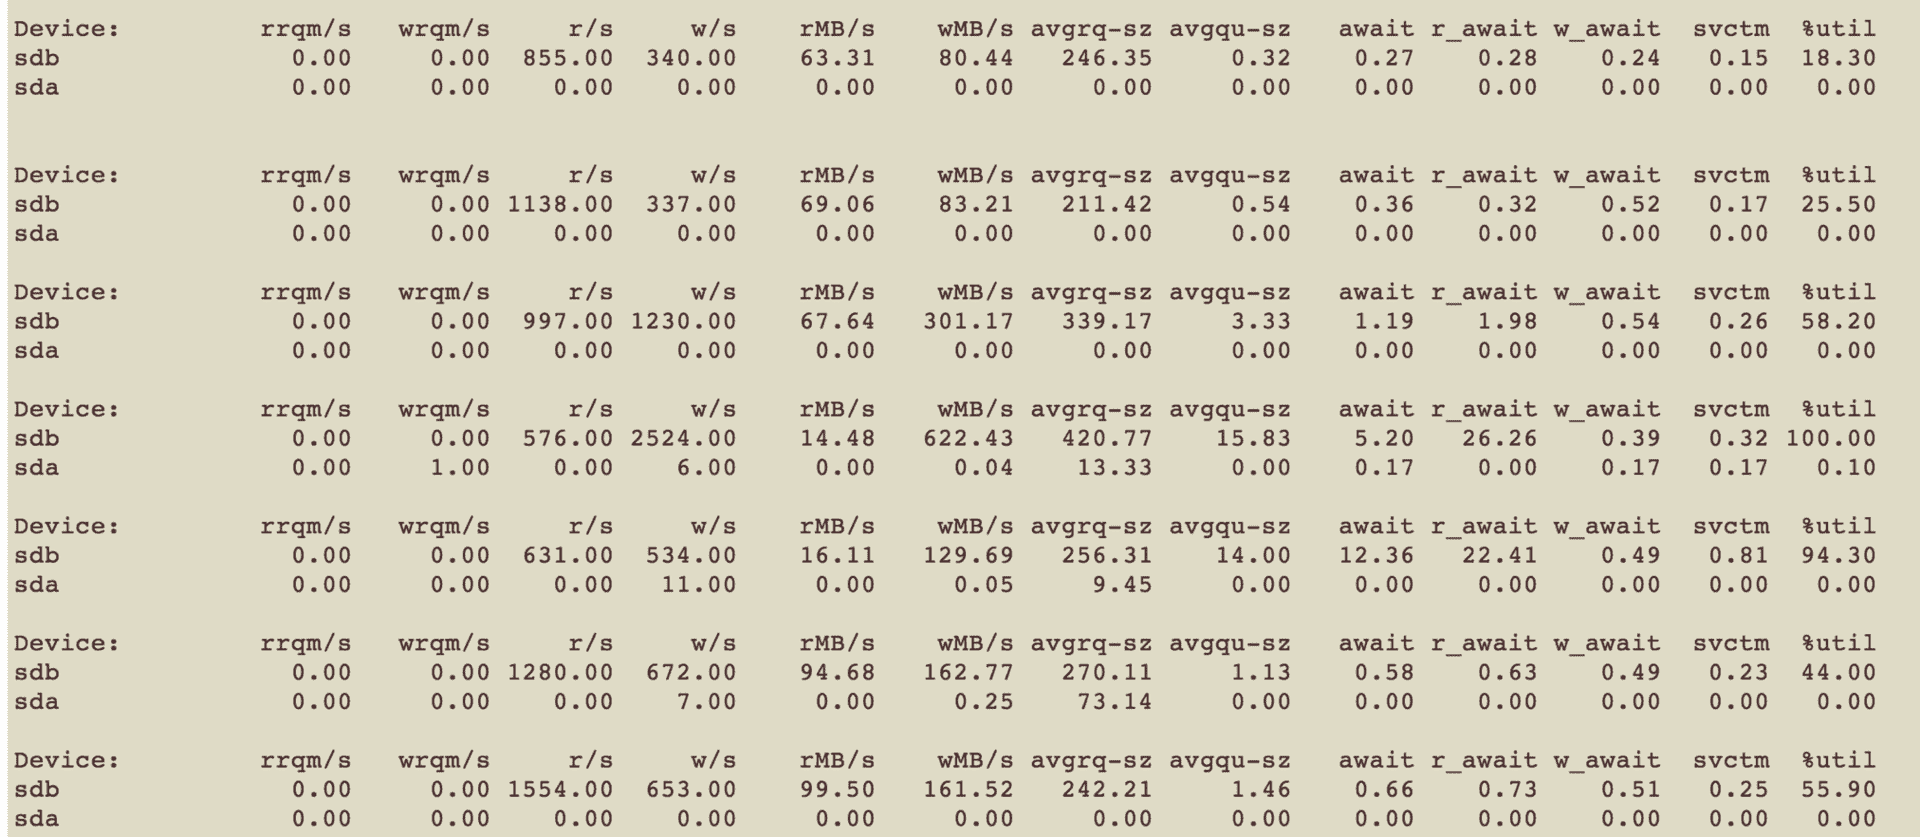 Device: rrqm/s wrqm/s r/s w/s rMB/s wMB/s avgrq-sz avgqu-sz await r_await w_await svctm %util
sdb 0.00 0.00 855.00 340.00 63.31 80.44 246.35 0.32 0.27 0.28 0.24 0.15 18.30
sda 0.00 0.00 0.00 0.00 0.00 0.00 0.00 0.00 0.00 0.00 0.00 0.00 0.00
Device: rrqm/s wrqm/s r/s w/s rMB/s wMB/s avgrq-sz avgqu-sz await r_await w_await svctm %util
sdb 0.00 0.00 1138.00 337.00 69.06 83.21 211.42 0.54 0.36 0.32 0.52 0.17 25.50
sda 0.00 0.00 0.00 0.00 0.00 0.00 0.00 0.00 0.00 0.00 0.00 0.00 0.00
Device: rrqm/s wrqm/s r/s w/s rMB/s wMB/s avgrq-sz avgqu-sz await r_await w_await svctm %util
sdb 0.00 0.00 997.00 1230.00 67.64 301.17 339.17 3.33 1.19 1.98 0.54 0.26 58.20
sda 0.00 0.00 0.00 0.00 0.00 0.00 0.00 0.00 0.00 0.00 0.00 0.00 0.00
Device: rrqm/s wrqm/s r/s w/s rMB/s wMB/s avgrq-sz avgqu-sz await r_await w_await svctm %util
sdb 0.00 0.00 576.00 2524.00 14.48 622.43 420.77 15.83 5.20 26.26 0.39 0.32 100.00
sda 0.00 1.00 0.00 6.00 0.00 0.04 13.33 0.00 0.17 0.00 0.17 0.17 0.10
Device: rrqm/s wrqm/s r/s w/s rMB/s wMB/s avgrq-sz avgqu-sz await r_await w_await svctm %util
sdb 0.00 0.00 631.00 534.00 16.11 129.69 256.31 14.00 12.36 22.41 0.49 0.81 94.30
sda 0.00 0.00 0.00 11.00 0.00 0.05 9.45 0.00 0.00 0.00 0.00 0.00 0.00
Device: rrqm/s wrqm/s r/s w/s rMB/s wMB/s avgrq-sz avgqu-sz await r_await w_await svctm %util
sdb 0.00 0.00 1280.00 672.00 94.68 162.77 270.11 1.13 0.58 0.63 0.49 0.23 44.00
sda 0.00 0.00 0.00 7.00 0.00 0.25 73.14 0.00 0.00 0.00 0.00 0.00 0.00
Device: rrqm/s wrqm/s r/s w/s rMB/s wMB/s avgrq-sz avgqu-sz await r_await w_await svctm %util
sdb 0.00 0.00 1554.00 653.00 99.50 161.52 242.21 1.46 0.66 0.73 0.51 0.25 55.90
sda 0.00 0.00 0.00 0.00 0.00 0.00 0.00 0.00 0.00 0.00 0.00 0.00 0.00